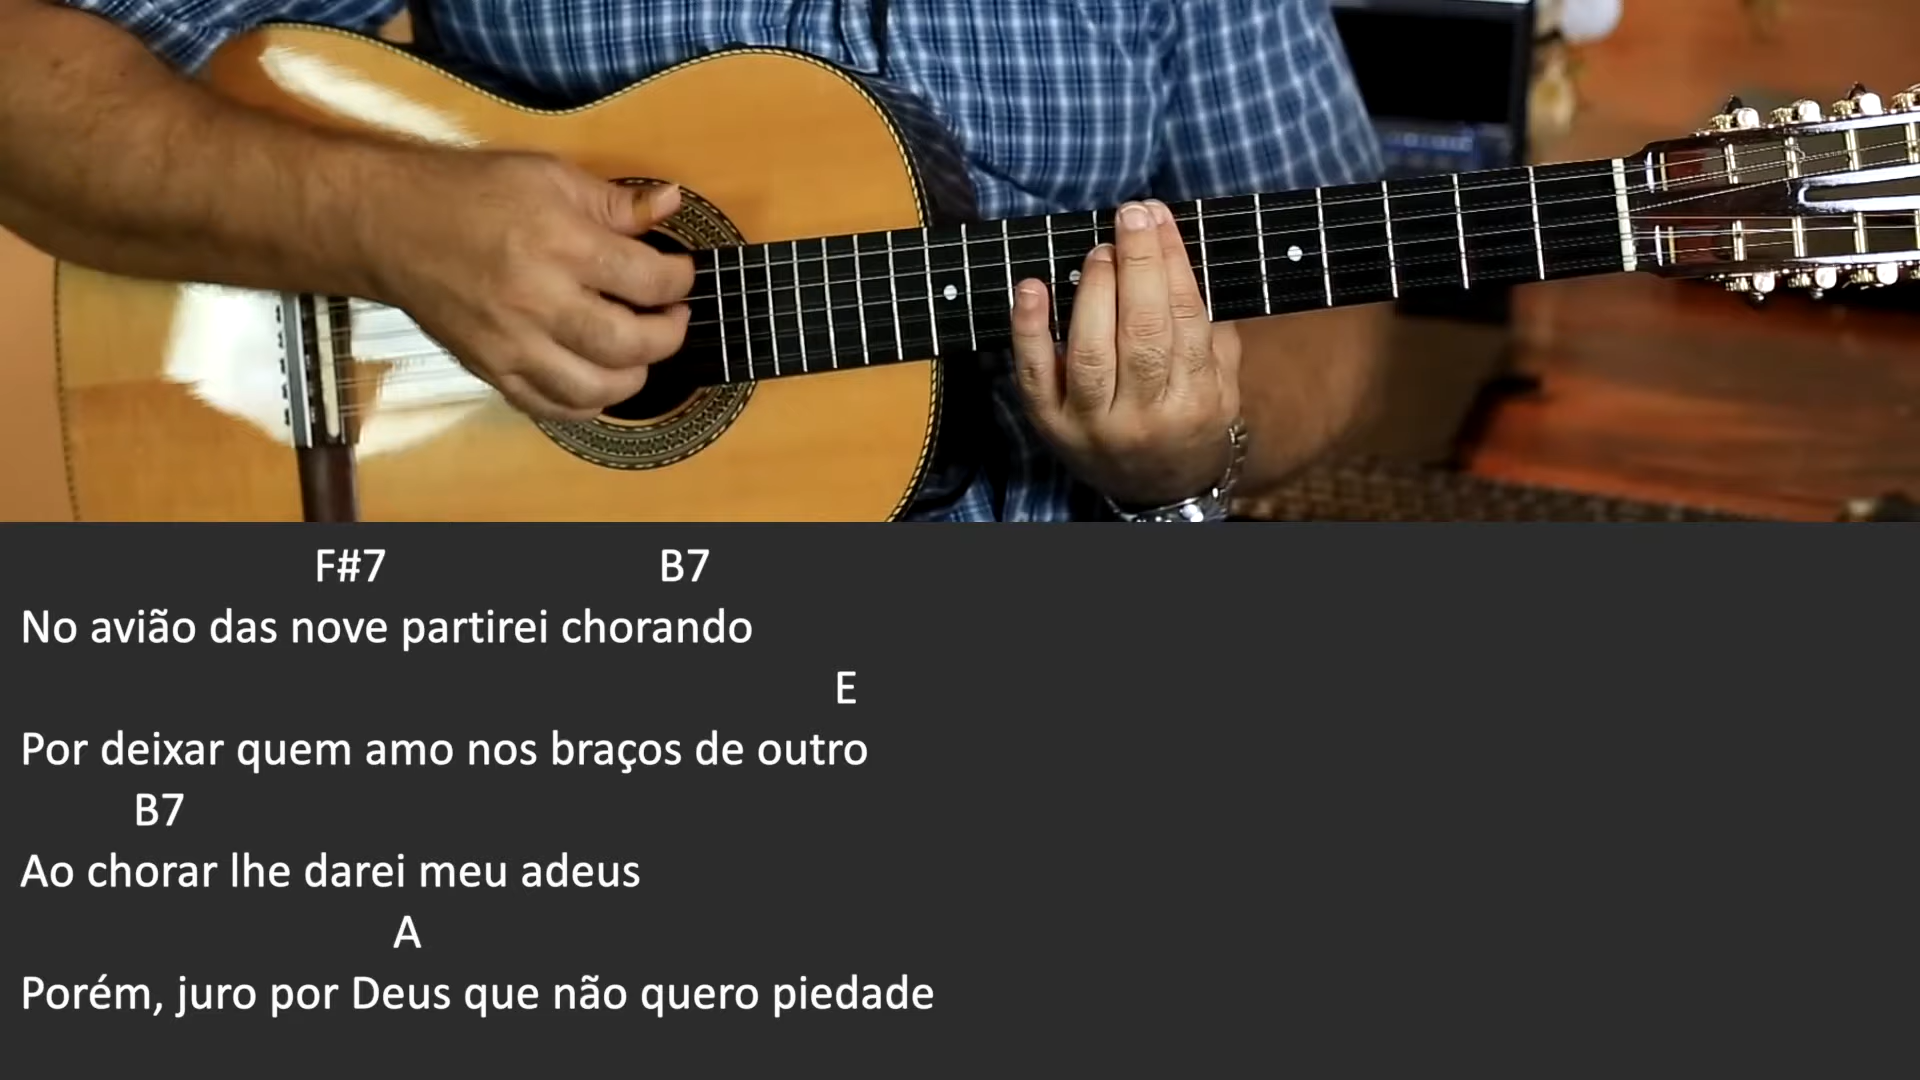 F#7 B7
No avião das nove partirei chorando
E
Por deixar quem amo nos braços de outro
B7
Ao chorar lhe darei meu adeus
A
Porém, juro por Deus que não quero piedade